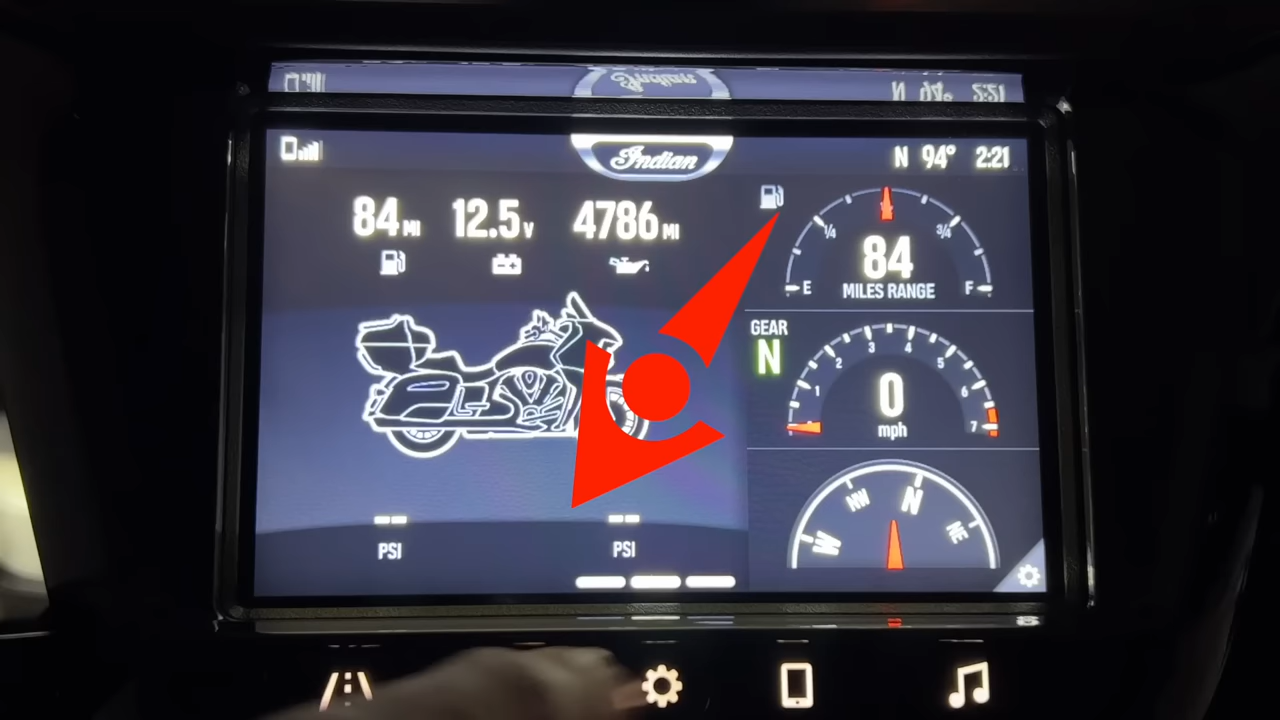 Indian
N 94° 2:21
84 MI 12.5 V 4786 MI
1/4 3/4
E F
84
MILES RANGE
GEAR
N
1 2 3 4 5 6 7
0
mph
W NW N NE
PSI PSI